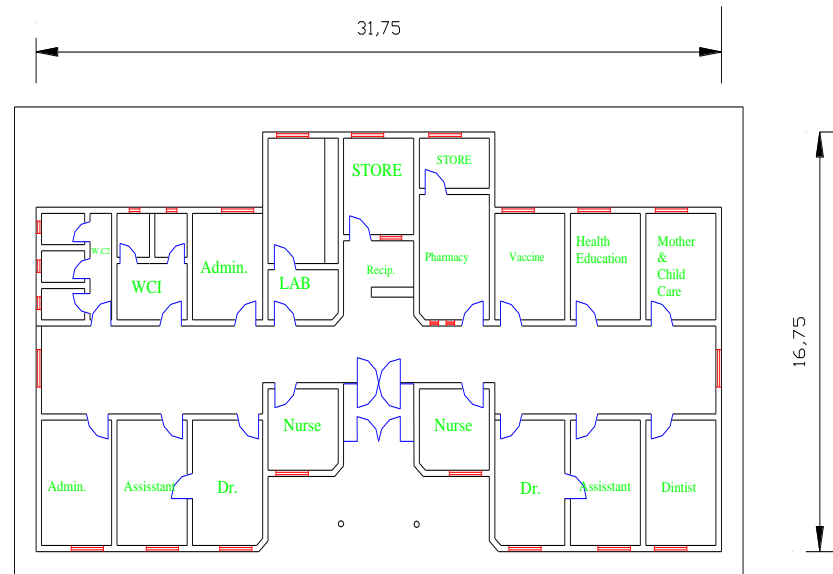 31,75
STORE
STORE
W.C2
WCI
Admin.
LAB
Recip.
Pharmacy
Vaccine
Health
Education
Mother
&
Child
Care
16,75
Nurse
Nurse
Admin.
Assisstant
Dr.
Dr.
Assisstant
Dintist